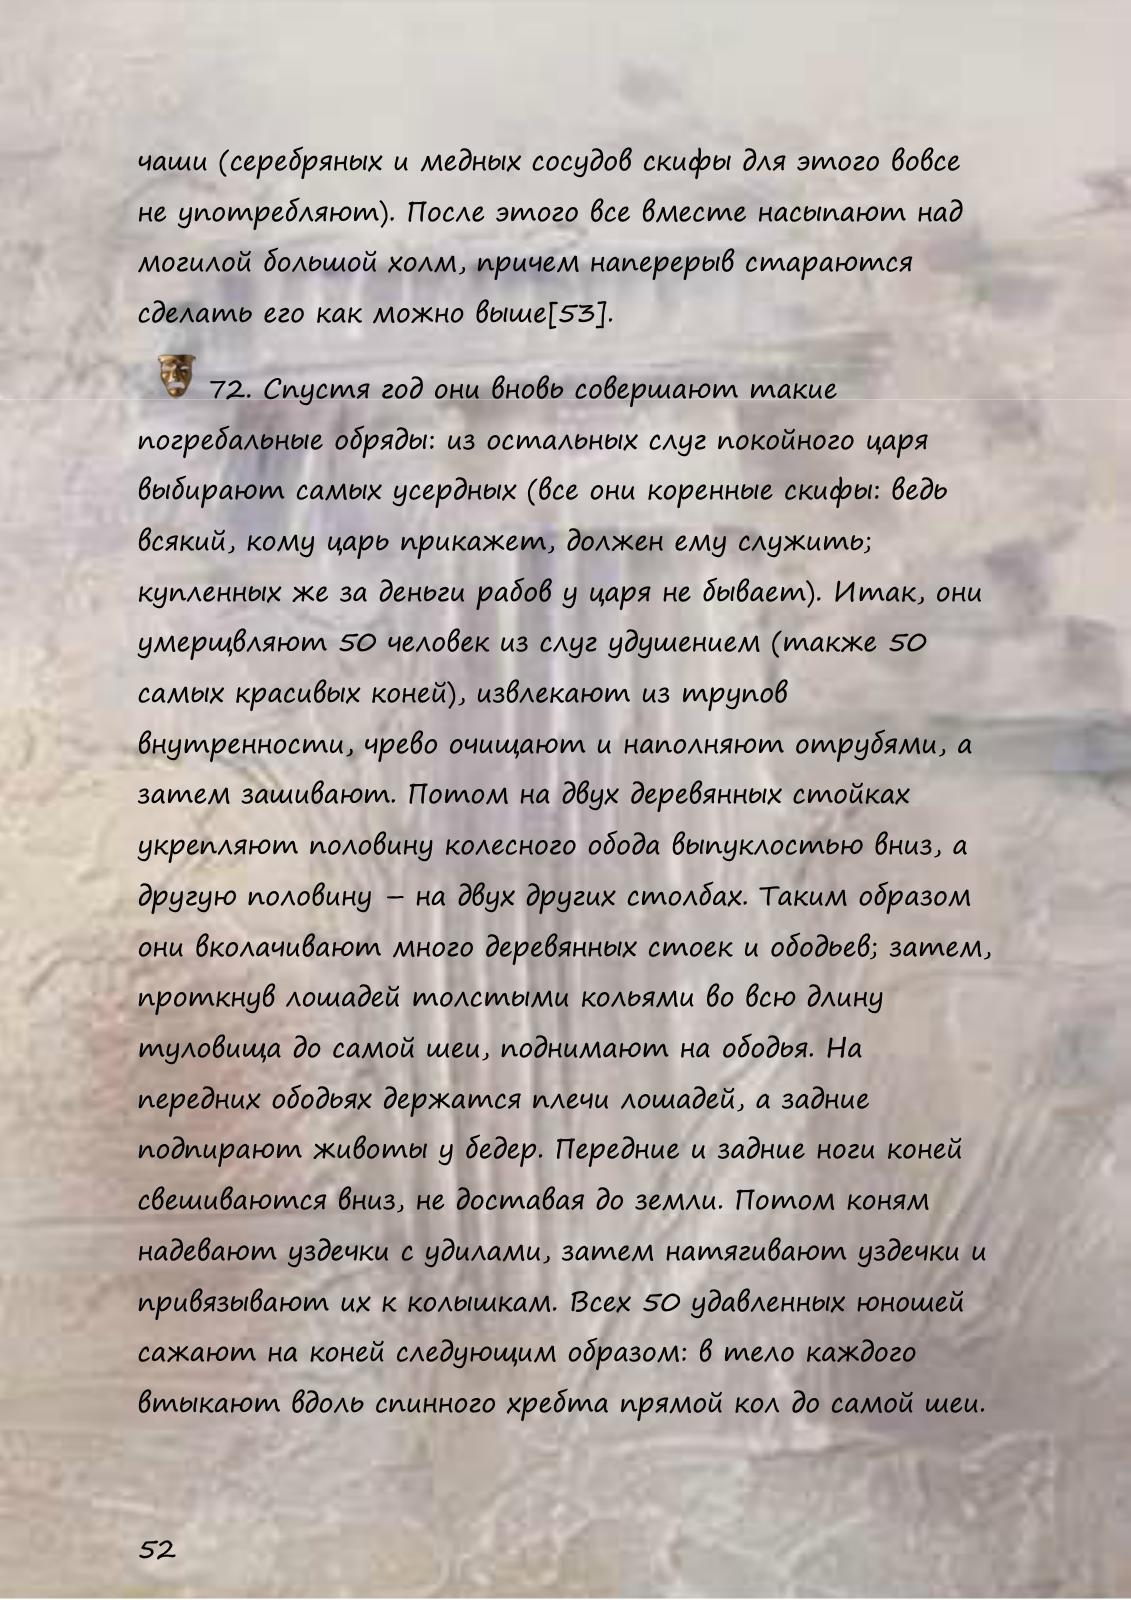 чаши (серебряных и медных сосудов скифы для этого вовсе
не употребляют). После этого все вместе насыпают над
могилой большой холм, причем наперерыв стараются
сделать его как можно выше[53].
72. Спустя год они вновь совершают такие
погребальные обряды: из остальных слуг покойного царя
выбирают самых усердных (все они коренные скифы: ведь
всякий, кому царь прикажет, должен ему служить;
купленных же за деньги рабов у царя не бывает). Итак, они
умерщвляют 50 человек из слуг удушением (также 50
самых красивых коней), извлекают из трупов
внутренности, чрево очищают и наполняют отрубями, а
затем зашивают. Потом на двух деревянных стойках
укрепляют половину колесного обода выпуклостью вниз, а
другую половину – на двух других столбах. Таким образом
они вколачивают много деревянных стоек и ободьев; затем,
проткнув лошадей толстыми кольями во всю длину
туловища до самой шеи, поднимают на ободья. На
передних ободьях держатся плечи лошадей, а задние
подпирают животы у бедер. Передние и задние ноги коней
свешиваются вниз, не доставая до земли. Потом коням
надевают уздечки с удилами, затем натягивают уздечки и
привязывают их к колышкам. Всех 50 удавленных юношей
сажают на коней следующим образом: в тело каждого
втыкают вдоль спинного хребта прямой кол до самой шеи.
52